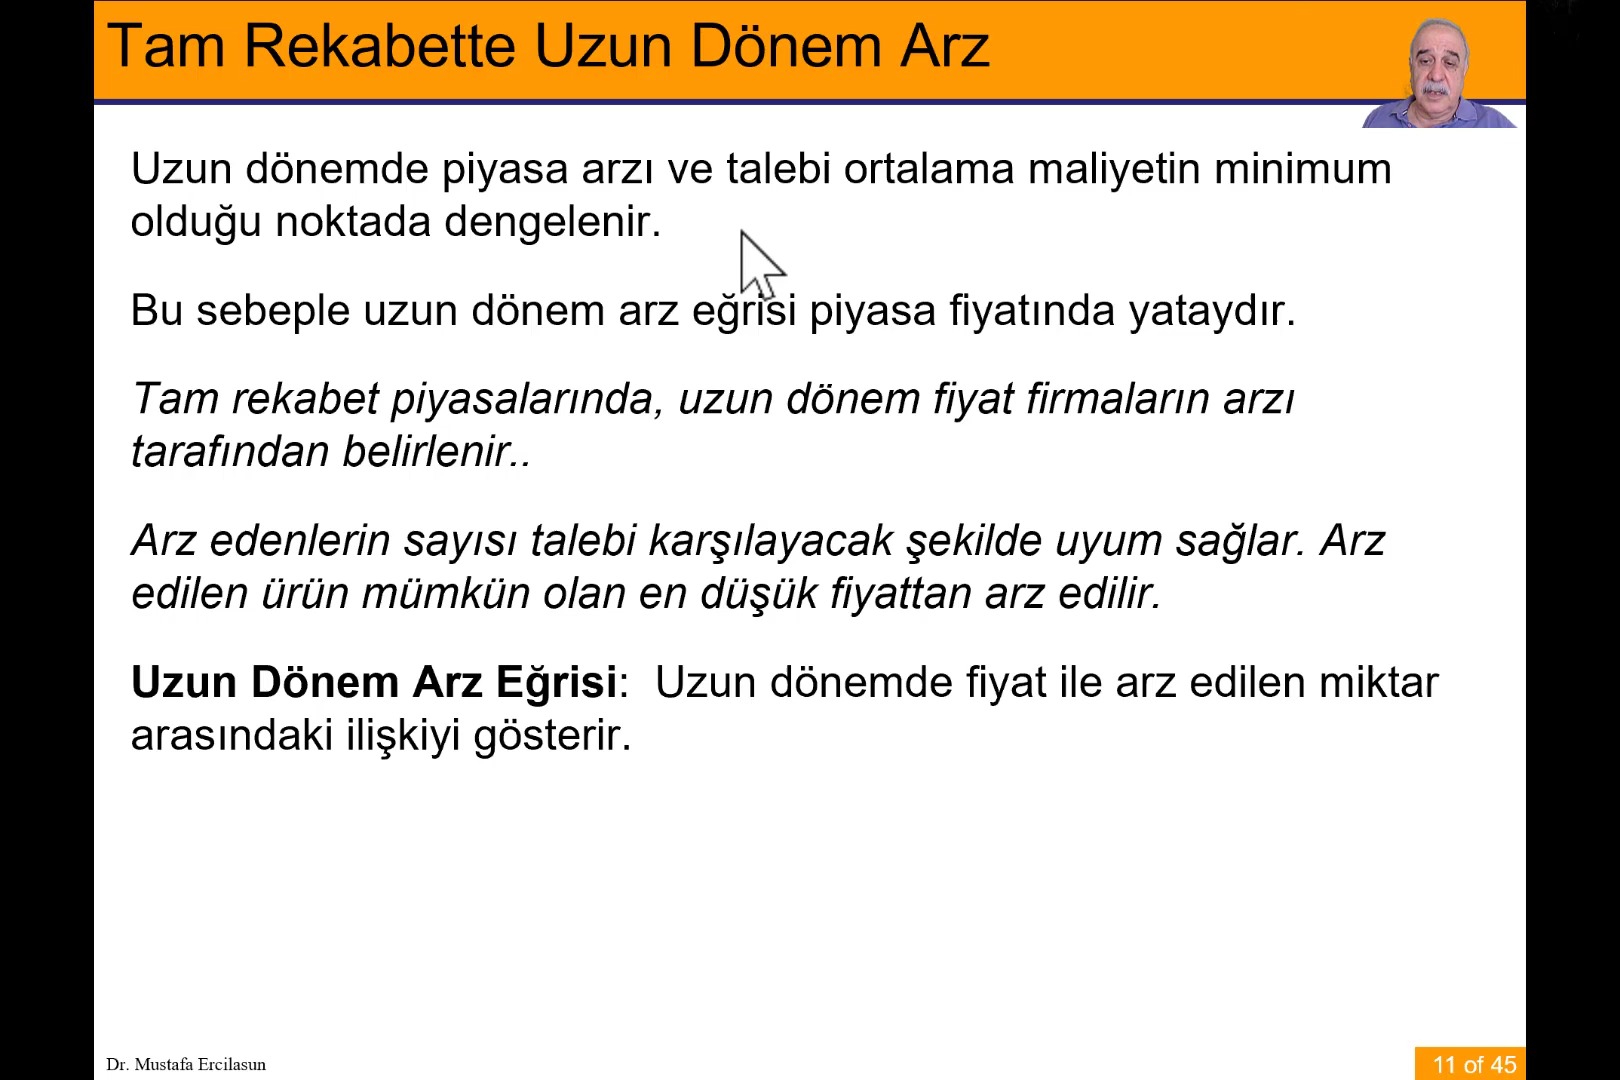 Tam Rekabette Uzun Dönem Arz
Uzun dönemde piyasa arzı ve talebi ortalama maliyetin minimum
olduğu noktada dengelenir.
Bu sebeple uzun dönem arz eğrisi piyasa fiyatında yataydır.
Tam rekabet piyasalarında, uzun dönem fiyat firmaların arzı
tarafından belirlenir..
Arz edenlerin sayısı talebi karşılayacak şekilde uyum sağlar. Arz
edilen ürün mümkün olan en düşük fiyattan arz edilir.
Uzun Dönem Arz Eğrisi:  Uzun dönemde fiyat ile arz edilen miktar
arasındaki ilişkiyi gösterir.
Dr. Mustafa Ercilasun
11 of 45